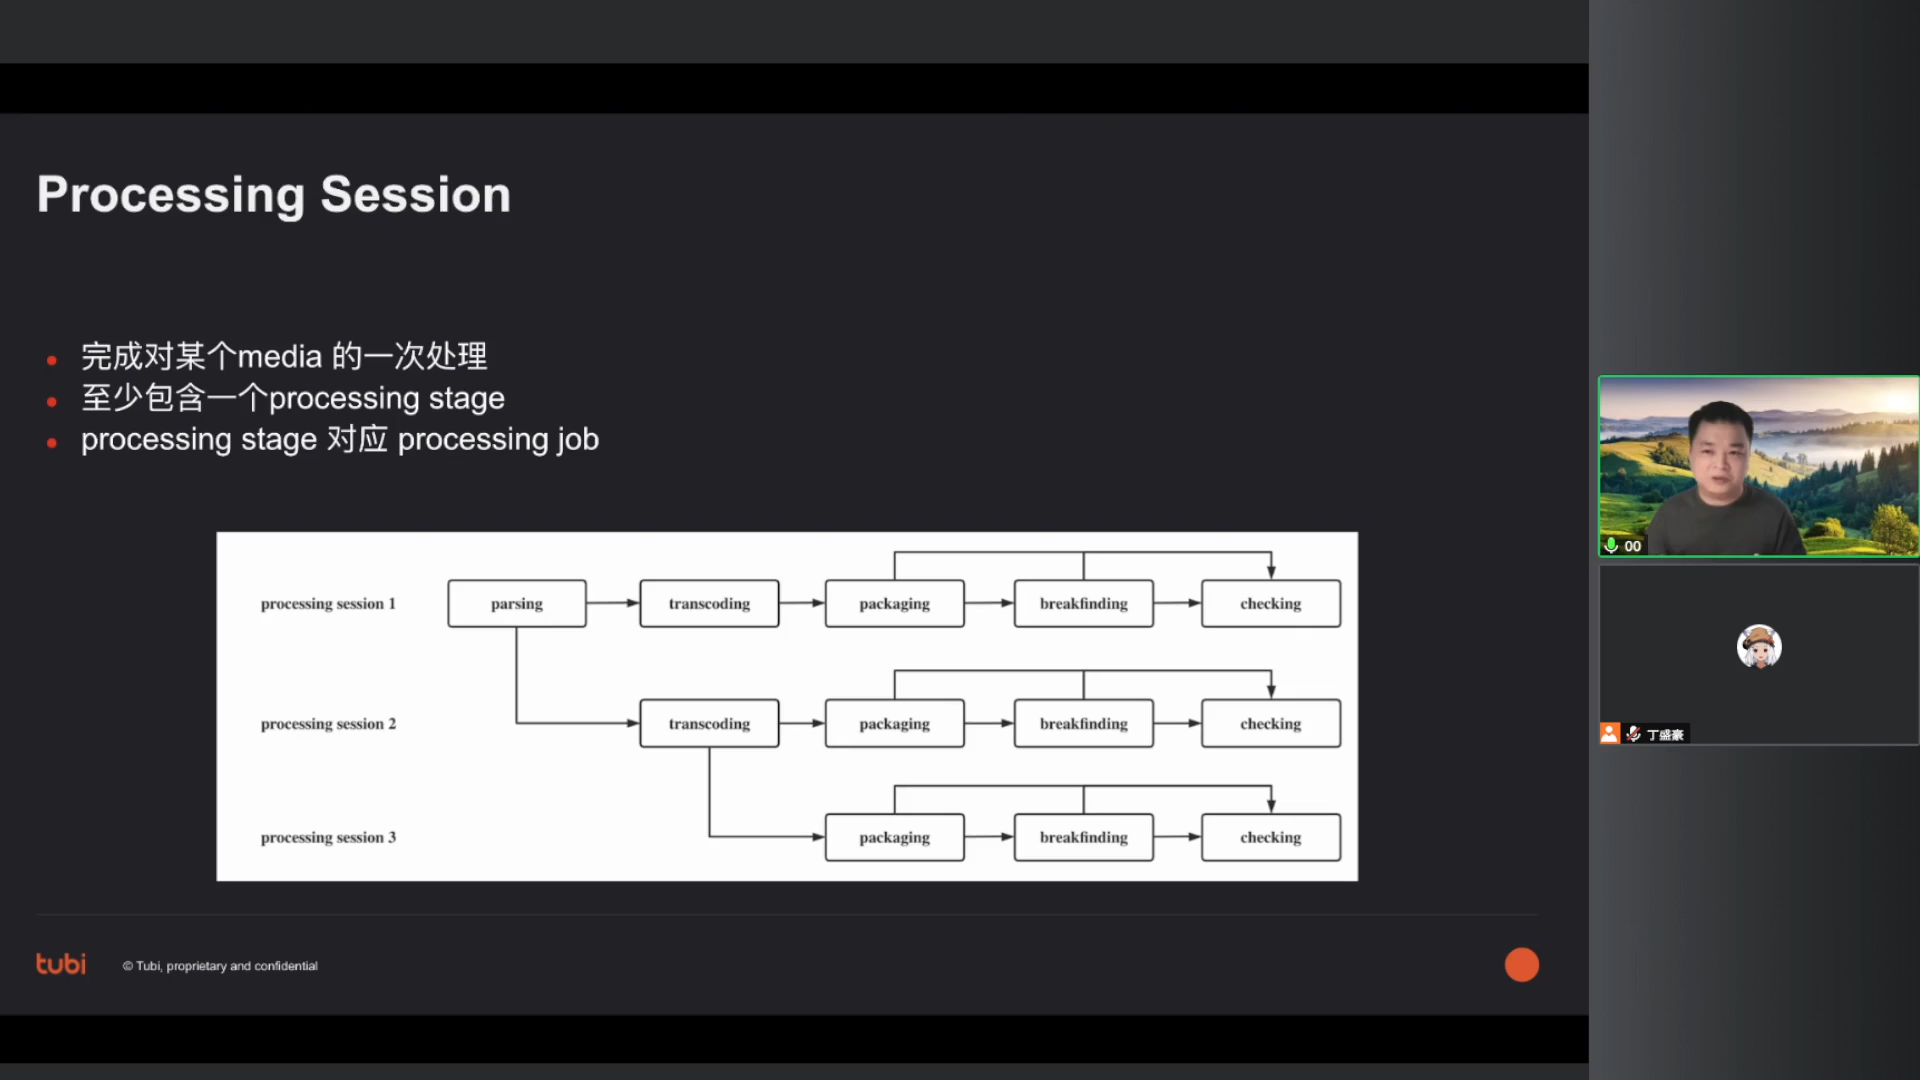 Processing Session
完成对某个media 的一次处理
至少包含一个processing stage
processing stage 对应 processing job
processing session 1
parsing
transcoding
packaging
breakfinding
checking
processing session 2
transcoding
packaging
breakfinding
checking
processing session 3
packaging
breakfinding
checking
tubi
© Tubi, proprietary and confidential
00
丁盛豪